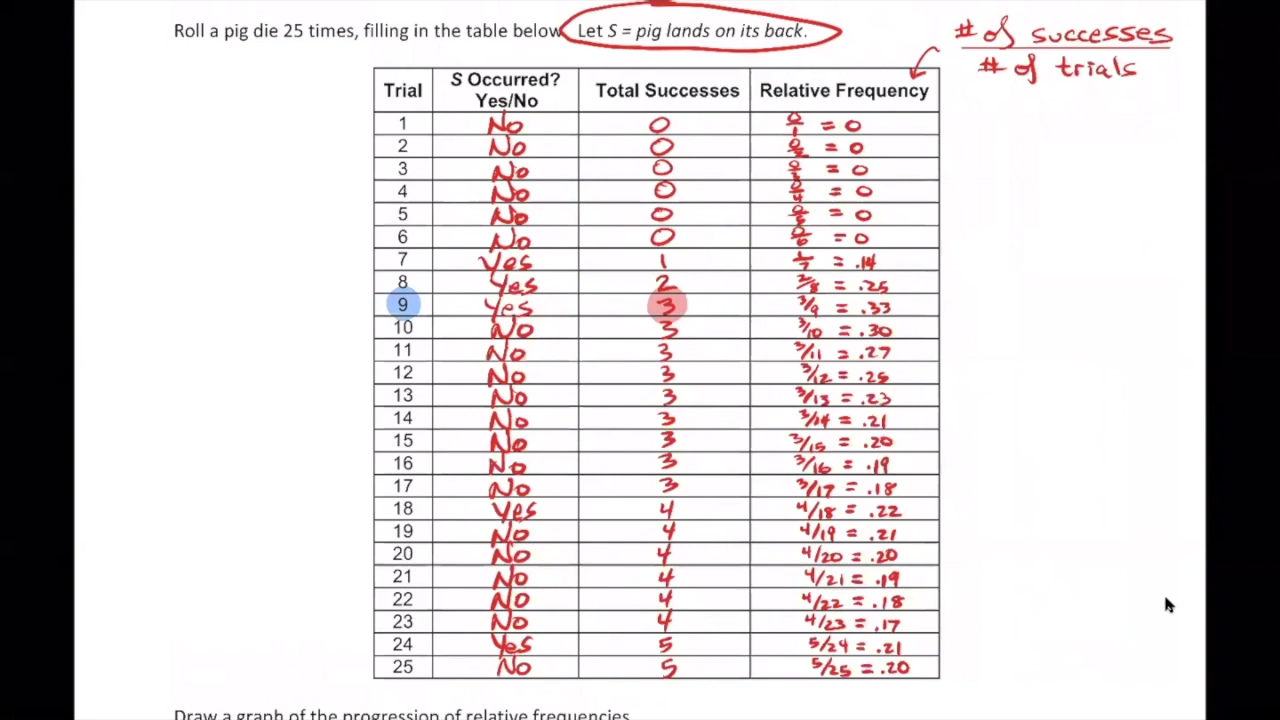 Roll a pig die 25 times, filling in the table below Let S = pig lands on its back.
# of successes
# of trials
Trial S Occurred? Yes/No Total Successes Relative Frequency
1 No 0 0/1 = 0
2 No 0 0/2 = 0
3 No 0 0/3 = 0
4 No 0 0/4 = 0
5 No 0 0/5 = 0
6 No 0 0/6 = 0
7 Yes 1 1/7 = .14
8 Yes 2 2/8 = .25
9 Yes 3 3/9 = .33
10 No 3 3/10 = .30
11 No 3 3/11 = .27
12 No 3 3/12 = .25
13 No 3 3/13 = .23
14 No 3 3/14 = .21
15 No 3 3/15 = .20
16 No 3 3/16 = .19
17 No 3 3/17 = .18
18 Yes 4 4/18 = .22
19 No 4 4/19 = .21
20 No 4 4/20 = .20
21 No 4 4/21 = .19
22 No 4 4/22 = .18
23 No 4 4/23 = .17
24 Yes 5 5/24 = .21
25 No 5 5/25 = .20
Draw a graph of the progression of relative frequencies